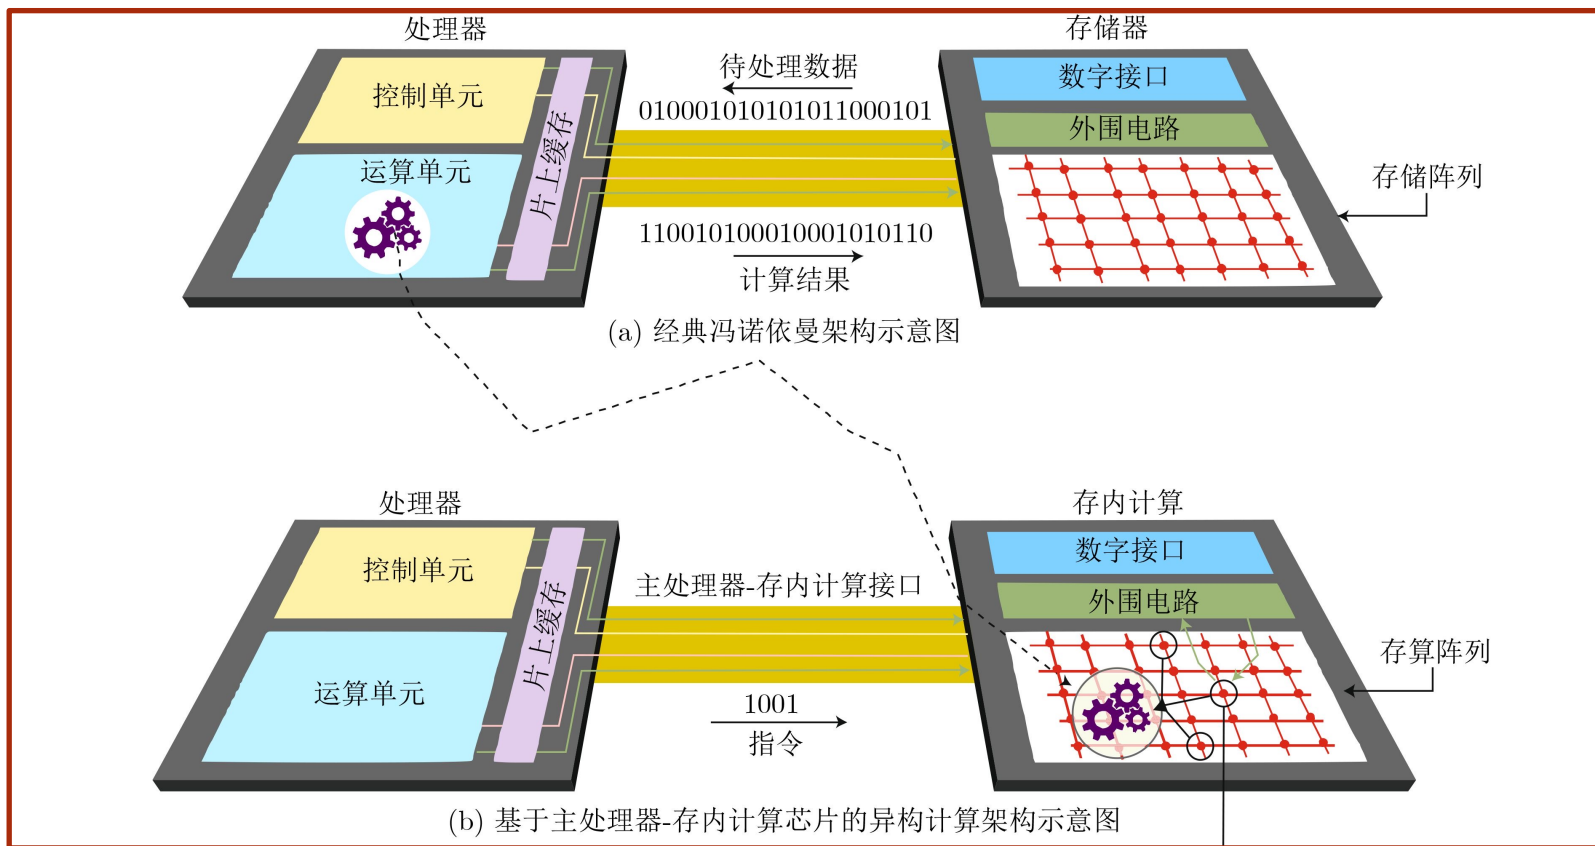 处理器
存储器
控制单元
待处理数据
数字接口
010001010101011000101
外围电路
片上缓存
运算单元
存储阵列
110010100010001010110
计算结果
(a) 经典冯诺依曼架构示意图
处理器
存内计算
控制单元
数字接口
主处理器-存内计算接口
外围电路
片上缓存
运算单元
存算阵列
1001
指令
(b) 基于主处理器-存内计算芯片的异构计算架构示意图